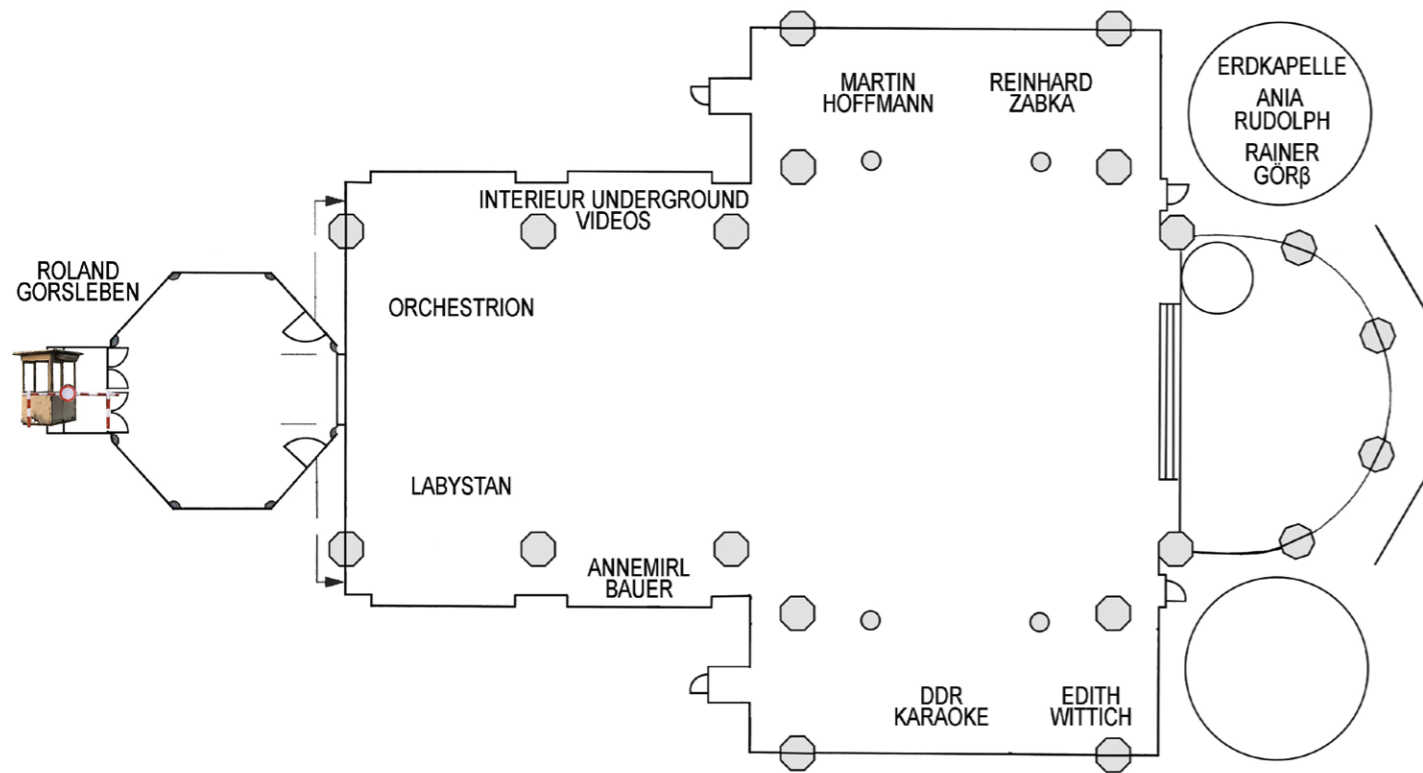 MARTIN
HOFFMANN
REINHARD
ZABKA
ERDKAPELLE
ANIA
RUDOLPH
RAINER
GÖRβ
INTERIEUR UNDERGROUND
VIDEOS
ROLAND
GORSLEBEN
ORCHESTRION
LABYSTAN
ANNEMIRL
BAUER
DDR
KARAOKE
EDITH
WITTICH